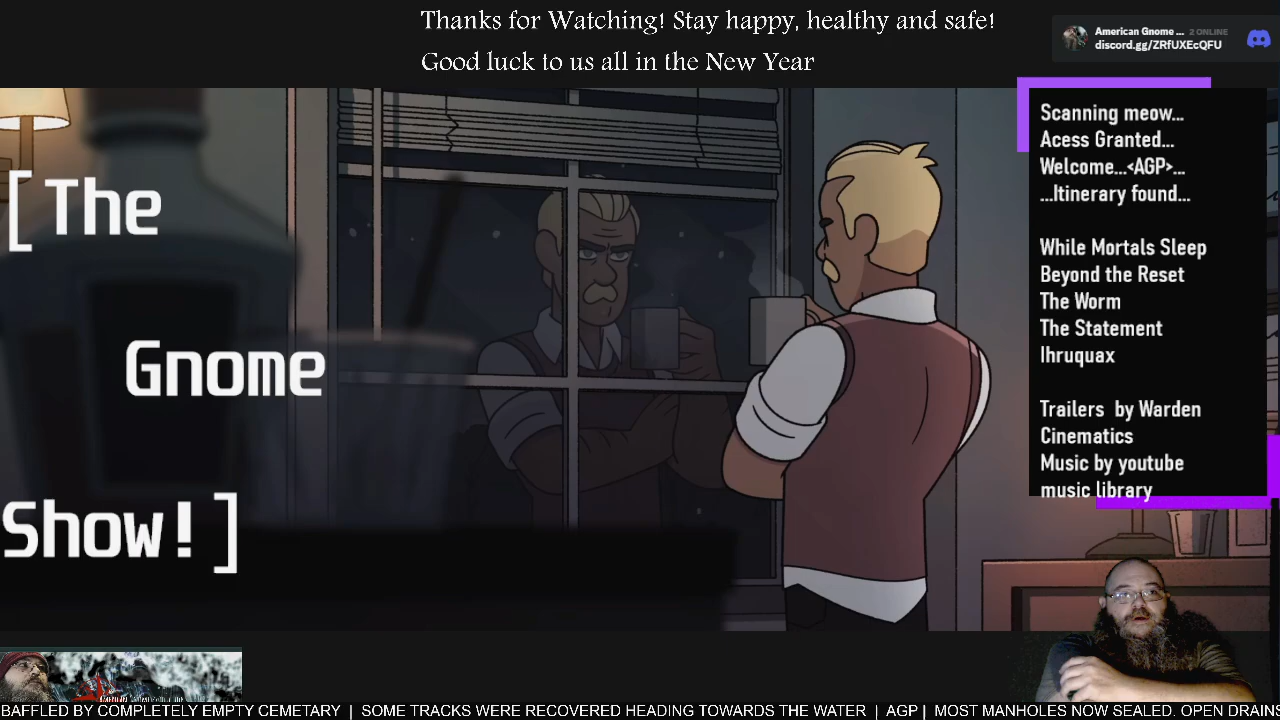 Thanks for Watching! Stay happy, healthy and safe!
Good luck to us all in the New Year
American Gnome ... 2 ONLINE
discord.gg/ZRfUXEcQFU
[The
Gnome
Show!]
Scanning meow...
Acess Granted...
Welcome...<AGP>...
...Itinerary found...
While Mortals Sleep
Beyond the Reset
The Worm
The Statement
Ihruquax
Trailers by Warden
Cinematics
Music by youtube
music library
BAFFLED BY COMPLETELY EMPTY CEMETARY | SOME TRACKS WERE RECOVERED HEADING TOWARDS THE WATER | AGP | MOST MANHOLES NOW SEALED. OPEN DRAINS